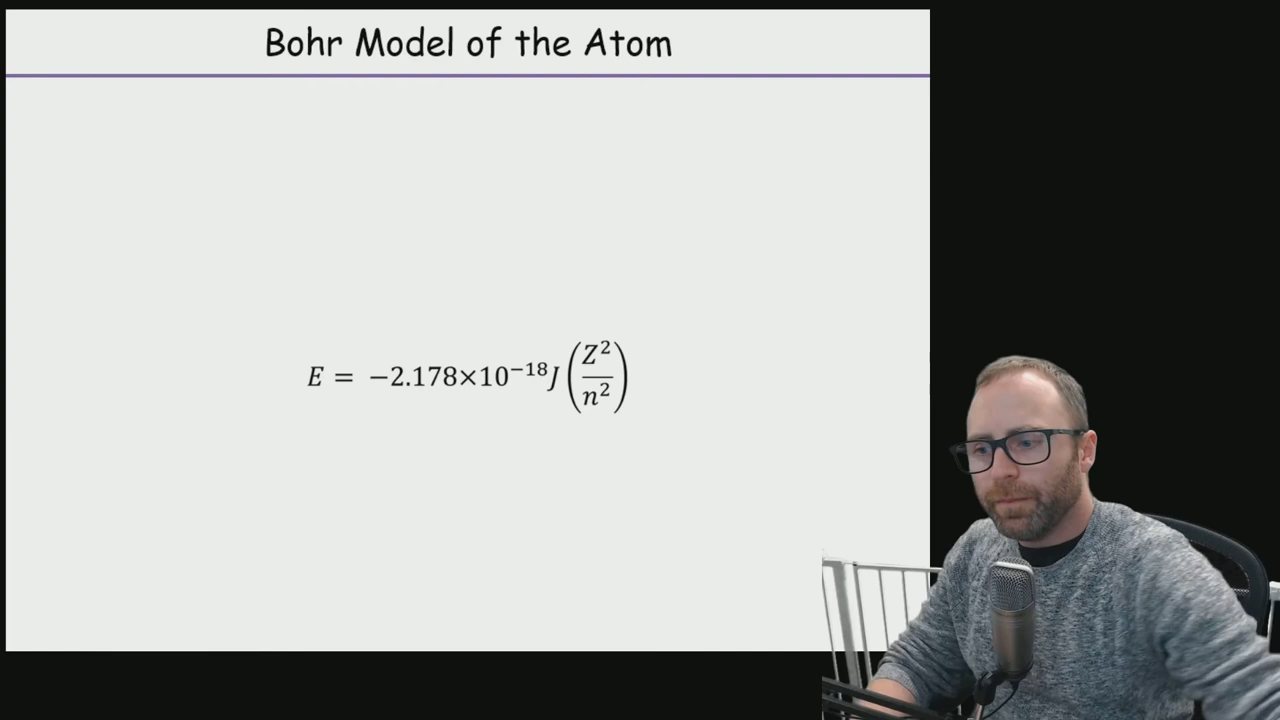 Bohr Model of the Atom
E = −2.178×10⁻¹⁸J(Z²/n²)